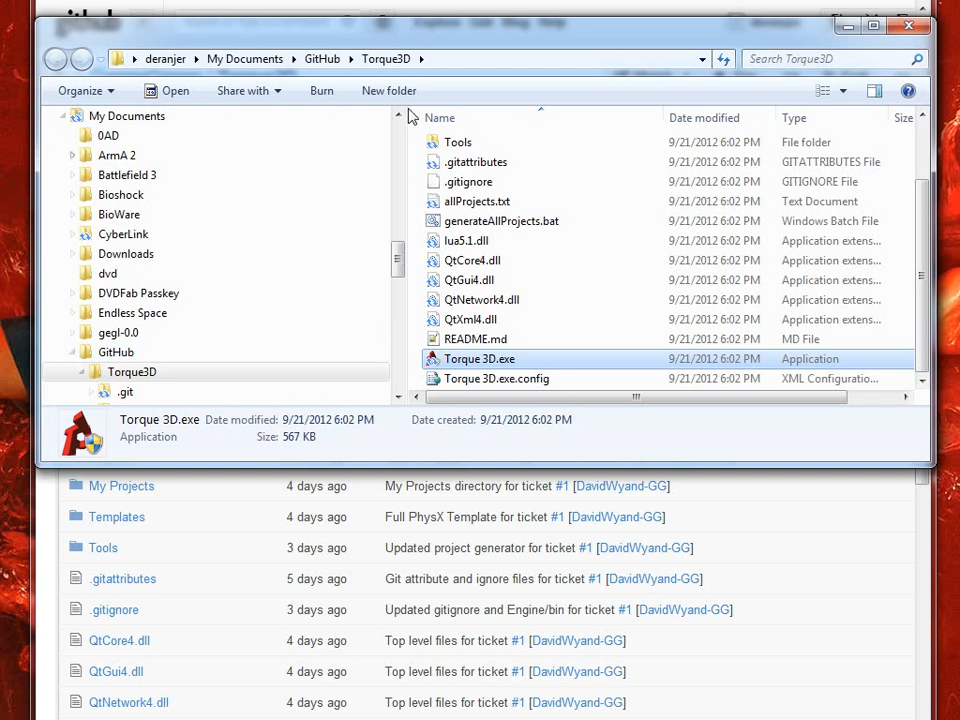 github
deranjer My Documents GitHub Torque3D
Search Torque3D
Organize Open Share with Burn New folder
My Documents
0AD
ArmA 2
Battlefield 3
Bioshock
BioWare
CyberLink
Downloads
dvd
DVDFab Passkey
Endless Space
gegl-0.0
GitHub
Torque3D
.git
Name Date modified Type Size
Tools 9/21/2012 6:02 PM File folder
.gitattributes 9/21/2012 6:02 PM GITATTRIBUTES File
.gitignore 9/21/2012 6:02 PM GITIGNORE File
allProjects.txt 9/21/2012 6:02 PM Text Document
generateAllProjects.bat 9/21/2012 6:02 PM Windows Batch File
lua5.1.dll 9/21/2012 6:02 PM Application extens...
QtCore4.dll 9/21/2012 6:02 PM Application extens...
QtGui4.dll 9/21/2012 6:02 PM Application extens...
QtNetwork4.dll 9/21/2012 6:02 PM Application extens...
QtXml4.dll 9/21/2012 6:02 PM Application extens...
README.md 9/21/2012 6:02 PM MD File
Torque 3D.exe 9/21/2012 6:02 PM Application
Torque 3D.exe.config 9/21/2012 6:02 PM XML Configuratio...
Torque 3D.exe Date modified: 9/21/2012 6:02 PM Date created: 9/21/2012 6:02 PM
Application Size: 567 KB
My Projects 4 days ago My Projects directory for ticket #1 [DavidWyand-GG]
Templates 4 days ago Full PhysX Template for ticket #1 [DavidWyand-GG]
Tools 3 days ago Updated project generator for ticket #1 [DavidWyand-GG]
.gitattributes 5 days ago Git attribute and ignore files for ticket #1 [DavidWyand-GG]
.gitignore 3 days ago Updated gitignore and Engine/bin for ticket #1 [DavidWyand-GG]
QtCore4.dll 4 days ago Top level files for ticket #1 [DavidWyand-GG]
QtGui4.dll 4 days ago Top level files for ticket #1 [DavidWyand-GG]
QtNetwork4.dll 4 days ago Top level files for ticket #1 [DavidWyand-GG]